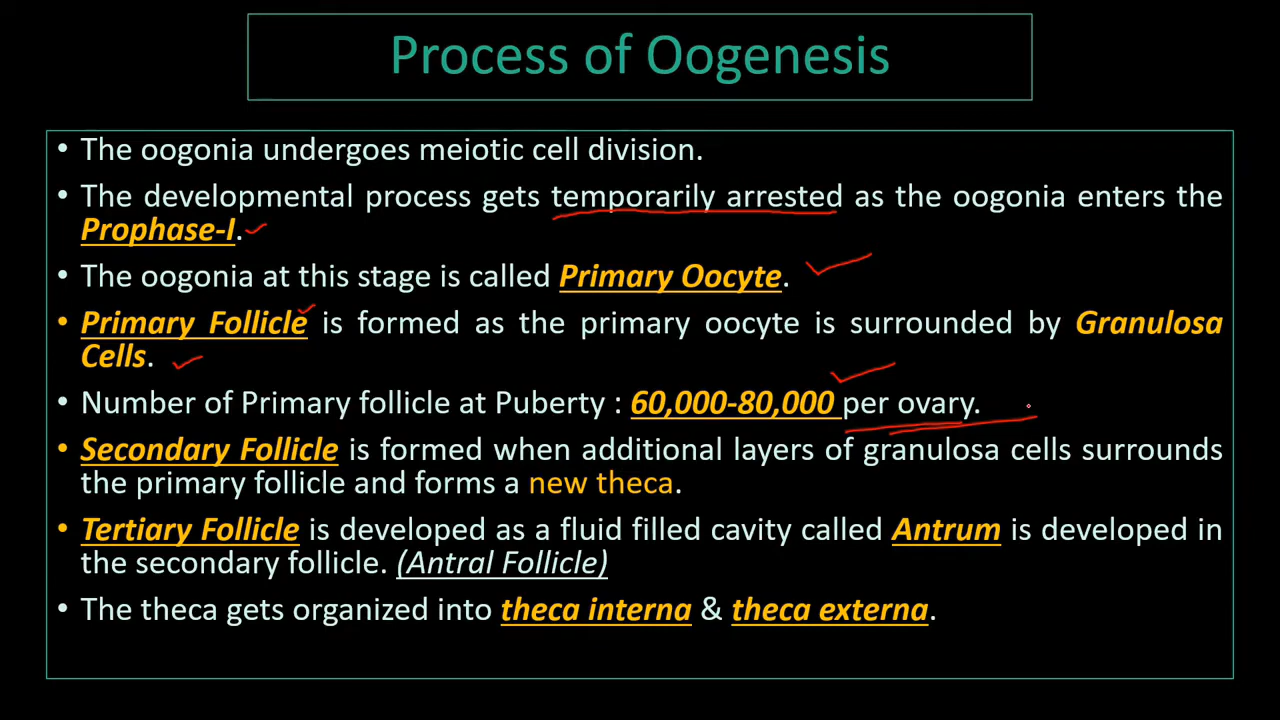 Process of Oogenesis
• The oogonia undergoes meiotic cell division.
• The developmental process gets temporarily arrested as the oogonia enters the
Prophase-I.
• The oogonia at this stage is called Primary Oocyte.
• Primary Follicle is formed as the primary oocyte is surrounded by Granulosa
Cells.
• Number of Primary follicle at Puberty : 60,000-80,000 per ovary.
• Secondary Follicle is formed when additional layers of granulosa cells surrounds
the primary follicle and forms a new theca.
• Tertiary Follicle is developed as a fluid filled cavity called Antrum is developed in
the secondary follicle. (Antral Follicle)
• The theca gets organized into theca interna & theca externa.